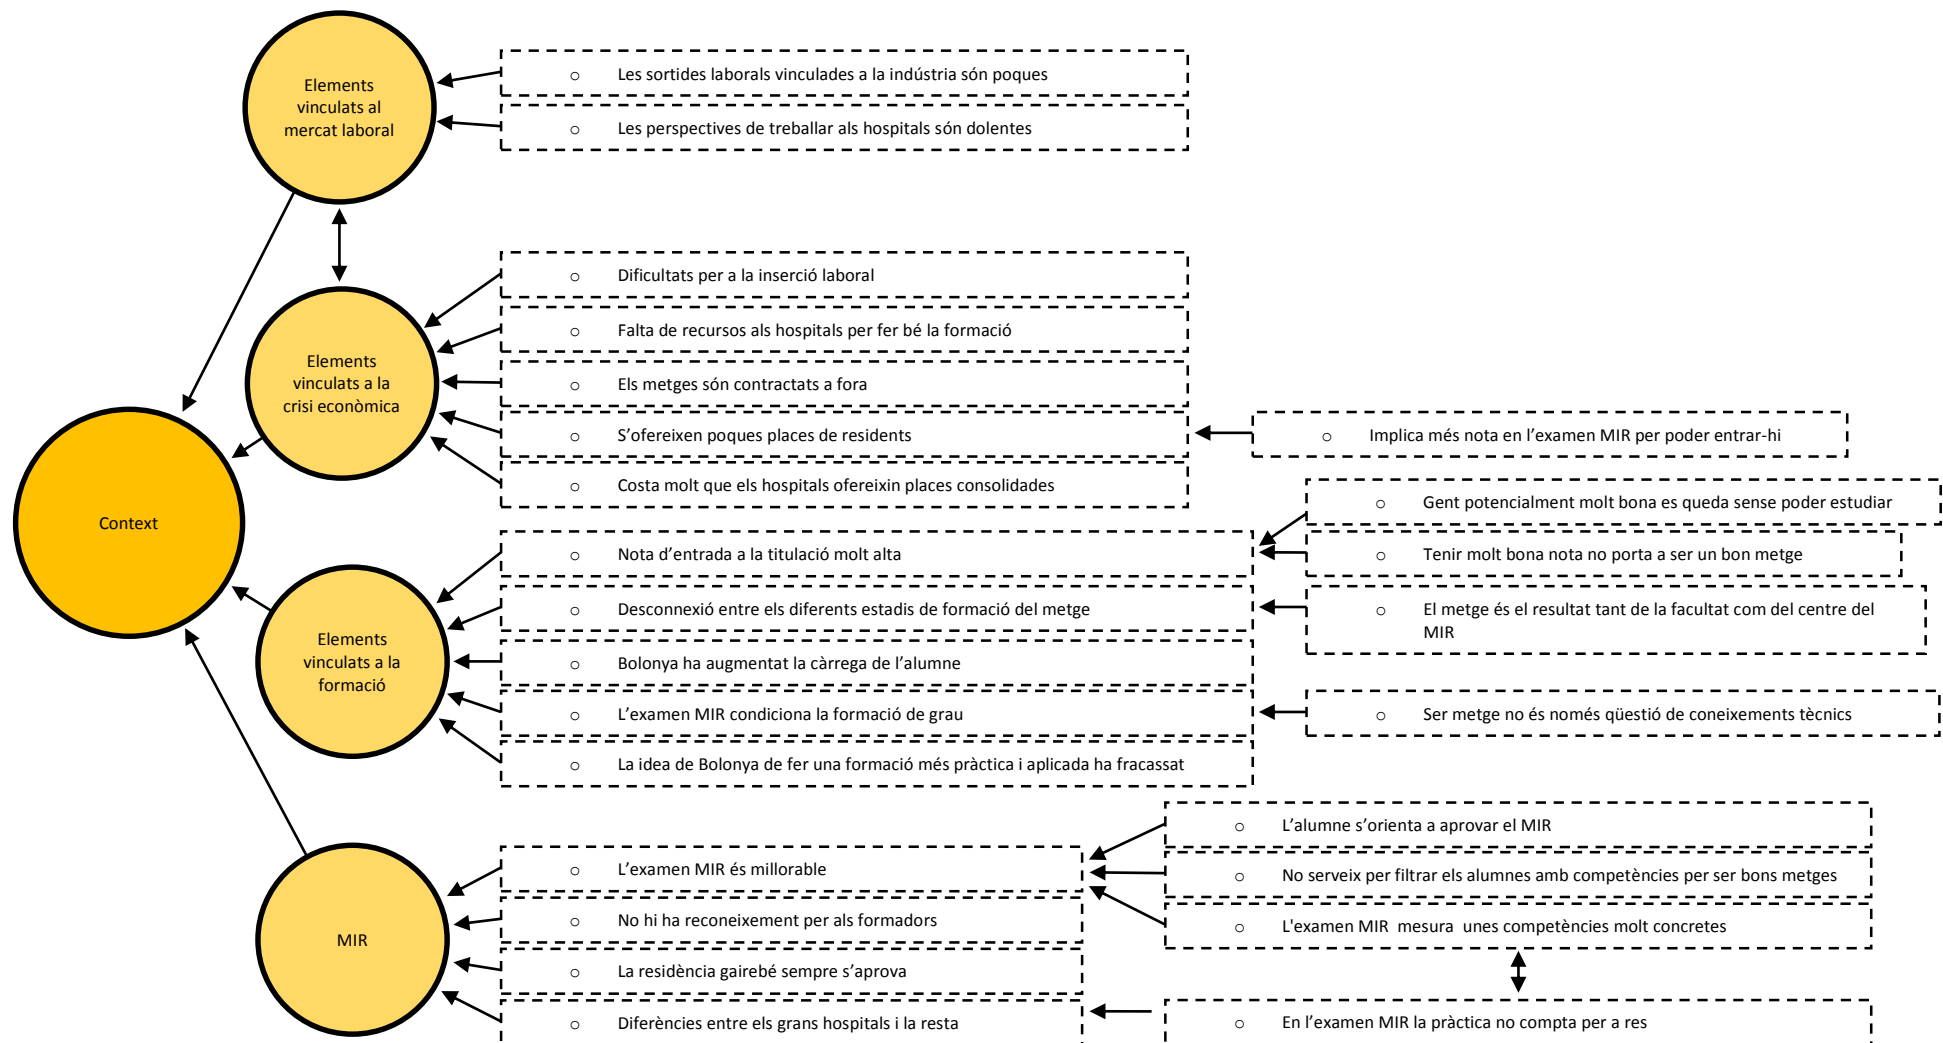 Elements
vinculats al
mercat laboral
o Les sortides laborals vinculades a la indústria són poques
o Les perspectives de treballar als hospitals són dolentes
Elements
vinculats a la
crisi econòmica
o Dificultats per a la inserció laboral
o Falta de recursos als hospitals per fer bé la formació
o Els metges són contractats a fora
o S’ofereixen poques places de residents
o Implica més nota en l’examen MIR per poder entrar-hi
o Costa molt que els hospitals ofereixin places consolidades
Context
Elements
vinculats a la
formació
o Nota d’entrada a la titulació molt alta
o Gent potencialment molt bona es queda sense poder estudiar
o Tenir molt bona nota no porta a ser un bon metge
o Desconnexió entre els diferents estadis de formació del metge
o El metge és el resultat tant de la facultat com del centre del
MIR
o Bolonya ha augmentat la càrrega de l’alumne
o L’examen MIR condiciona la formació de grau
o Ser metge no és només qüestió de coneixements tècnics
o La idea de Bolonya de fer una formació més pràctica i aplicada ha fracassat
MIR
o L’examen MIR és millorable
o L’alumne s’orienta a aprovar el MIR
o No serveix per filtrar els alumnes amb competències per ser bons metges
o L'examen MIR  mesura  unes competències molt concretes
o No hi ha reconeixement per als formadors
o La residència gairebé sempre s’aprova
o Diferències entre els grans hospitals i la resta
o En l’examen MIR la pràctica no compta per a res